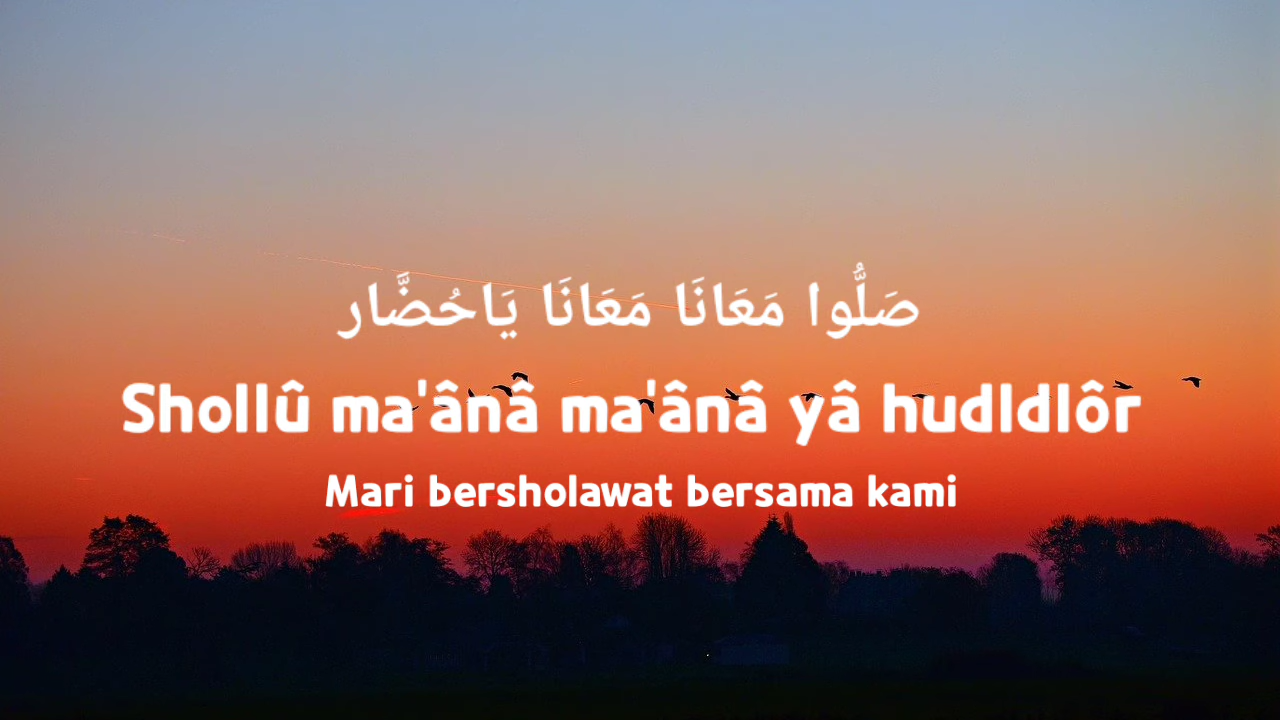 صَلُّوا مَعَانَا مَعَانَا يَاحُضَّار
Shollû ma'ânâ ma'ânâ yâ hudldlôr
Mari bersholawat bersama kami